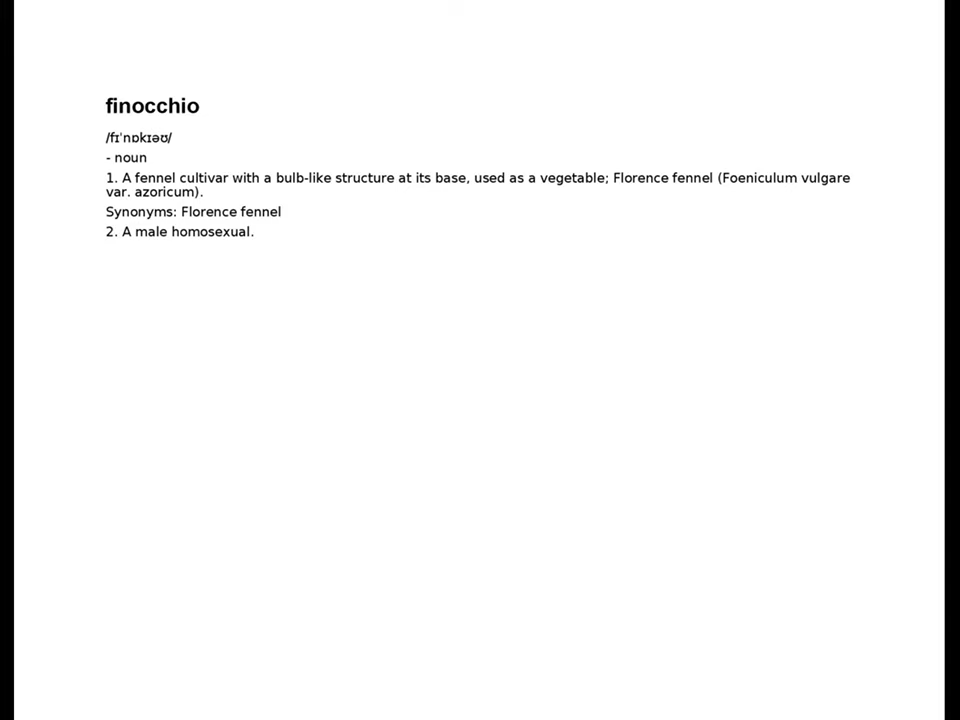 finocchio
/fɪˈnɒkɪəʊ/
- noun
1. A fennel cultivar with a bulb-like structure at its base, used as a vegetable; Florence fennel (Foeniculum vulgare
var. azoricum).
Synonyms: Florence fennel
2. A male homosexual.